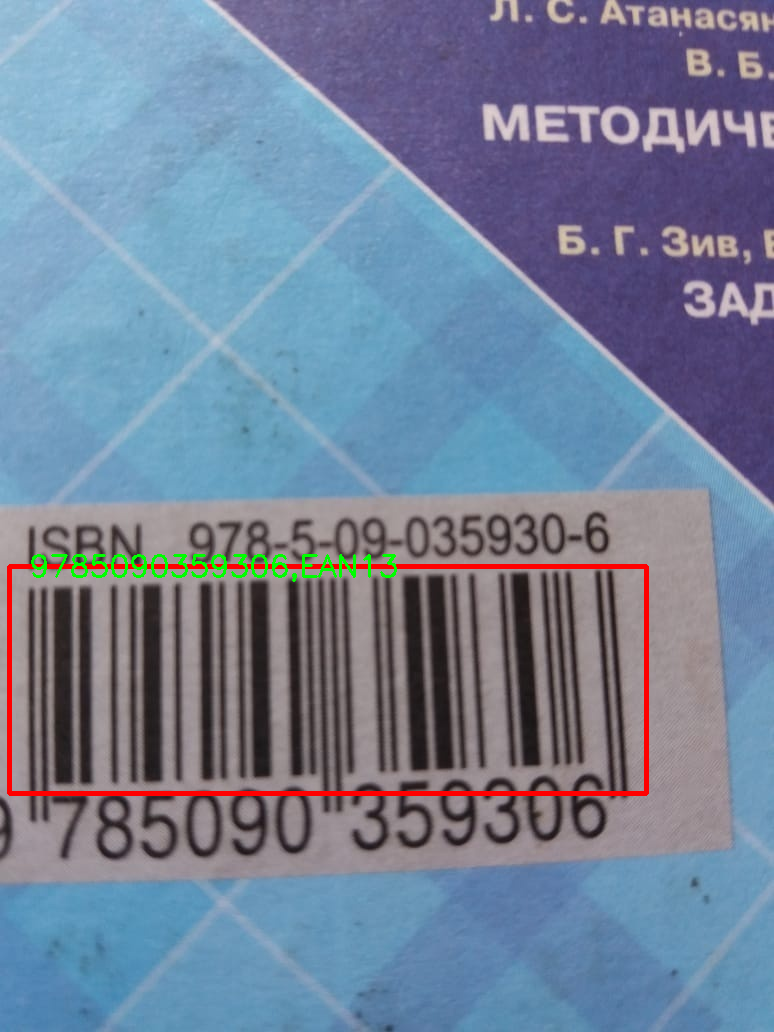 Л. С. Атанасян
В. Б.
МЕТОДИЧЕ
Б. Г. Зив, В
ЗАД
ISBN 978-5-09-035930-6
9785090359306,EAN13
9 785090 359306